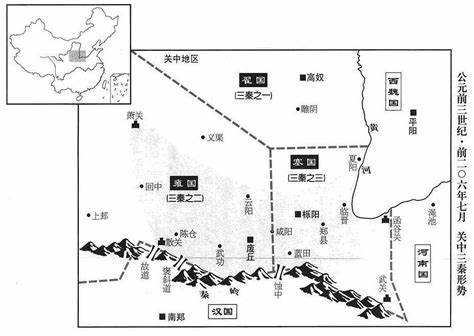 公元前三世纪·前二〇六年七月 关中三秦形势
关中地区
翟国
(三秦之一)
高奴
雕阴
西魏国
平阳
黄
河
萧关
义渠
塞国
(三秦之三)
夏阳
雍国
(三秦之二)
回中
云阳
上邽
栎阳
临晋
函谷关
渑池
陈仓
散关
武功
废丘
咸阳
郑县
蓝田
河南国
武关
故道
褒斜道
秦
岭
蚀中
南郑
汉国